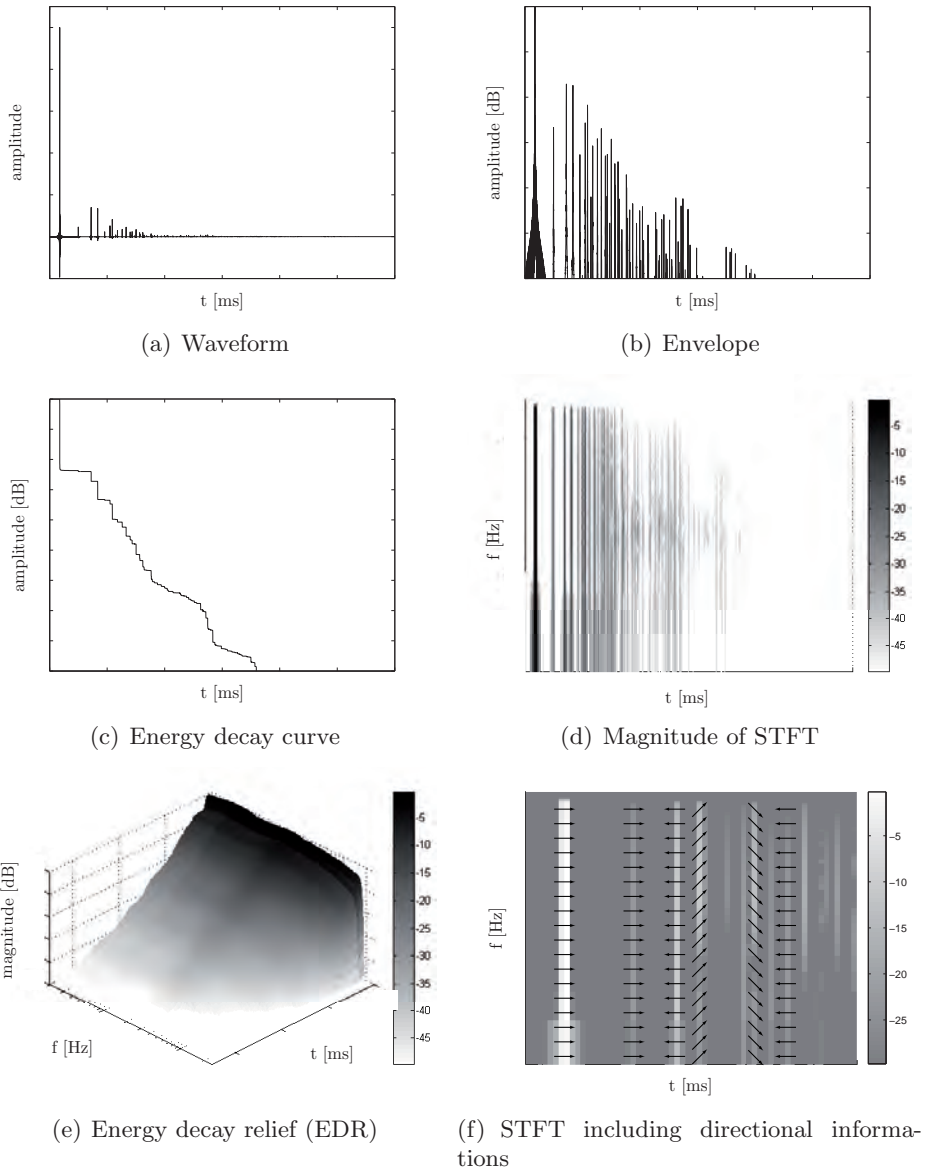 amplitude
t [ms]
(a) Waveform
amplitude [dB]
t [ms]
(b) Envelope
amplitude [dB]
t [ms]
(c) Energy decay curve
f [Hz]
t [ms]
-5
-10
-15
-20
-25
-30
-35
-40
-45
(d) Magnitude of STFT
magnitude [dB]
f [Hz]
t [ms]
-5
-10
-15
-20
-25
-30
-35
-40
-45
(e) Energy decay relief (EDR)
f [Hz]
t [ms]
-5
-10
-15
-20
-25
(f) STFT including directional informa-
tions